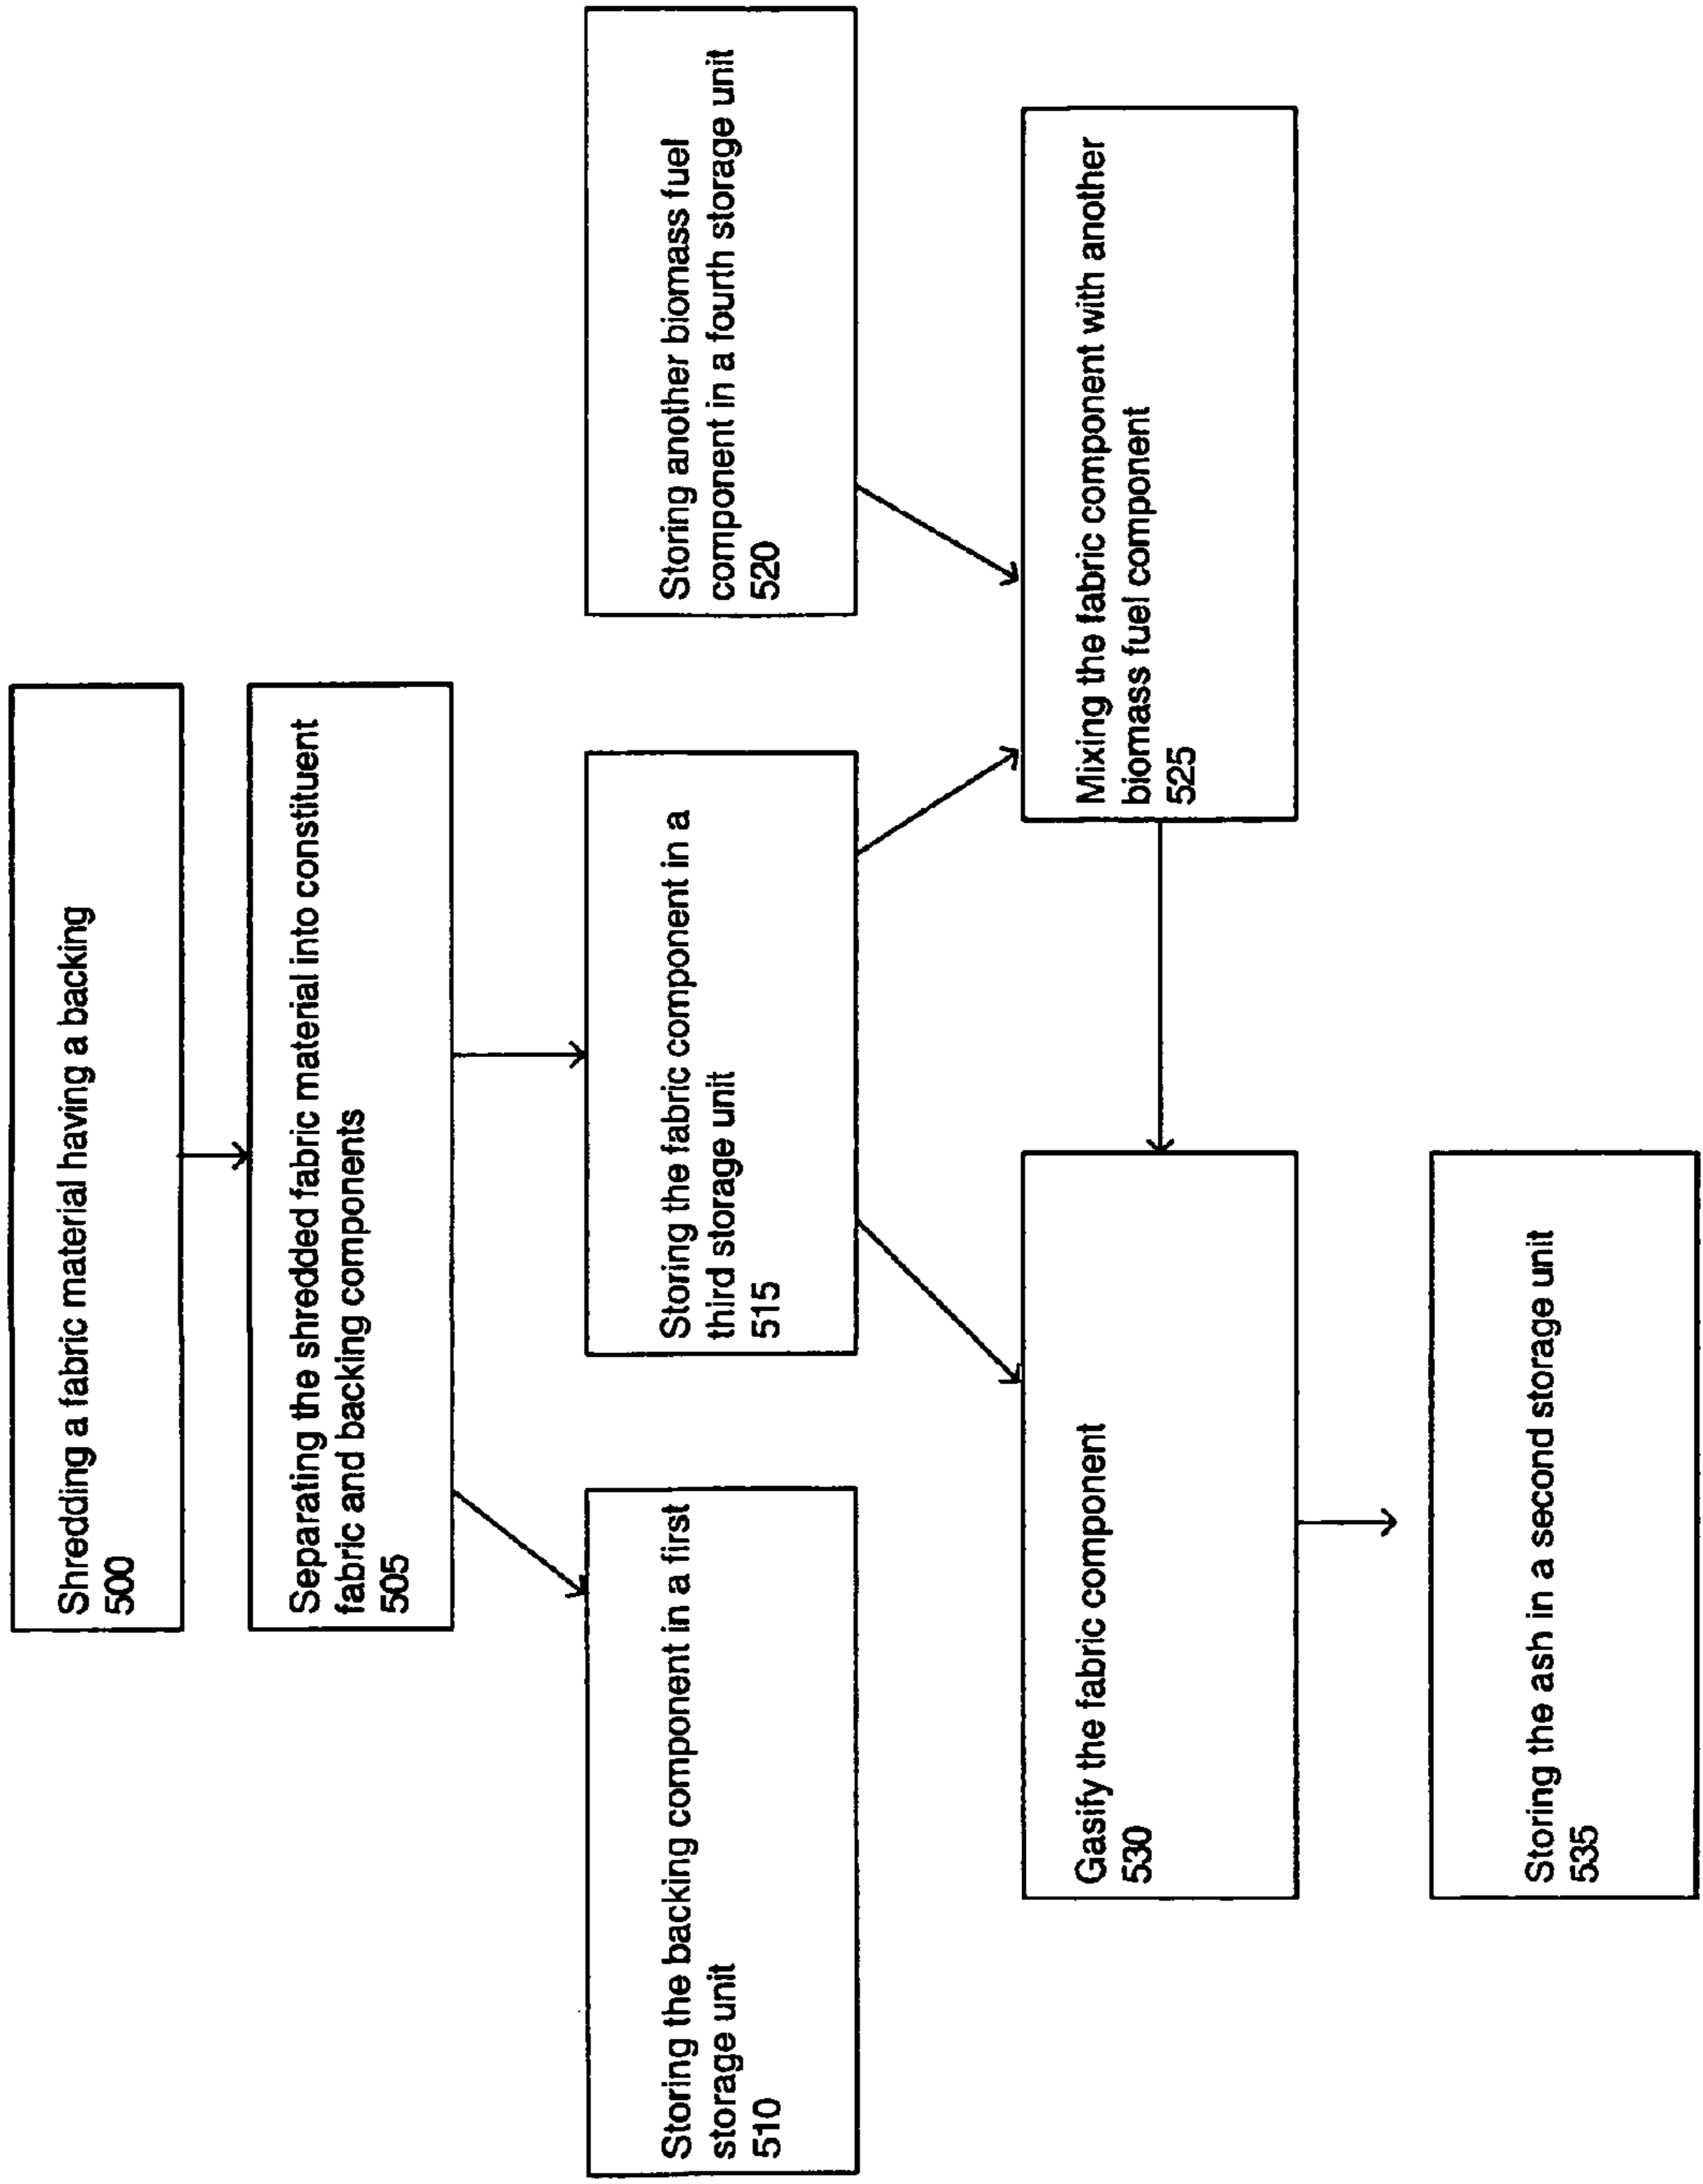 Shredding a fabric material having a backing
500
Separating the shredded fabric material into constituent
fabric and backing components
505
Storing the backing component in a first
storage unit
510
Storing the fabric component in a
third storage unit
515
Storing another biomass fuel
component in a fourth storage unit
520
Gasify the fabric component
530
Mixing the fabric component with another
biomass fuel component
525
Storing the ash in a second storage unit
535